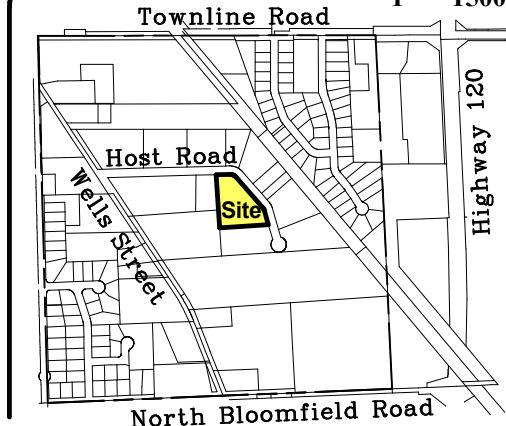 Townline Road
Host Road
Wells Street
Site
Highway 120
North Bloomfield Road